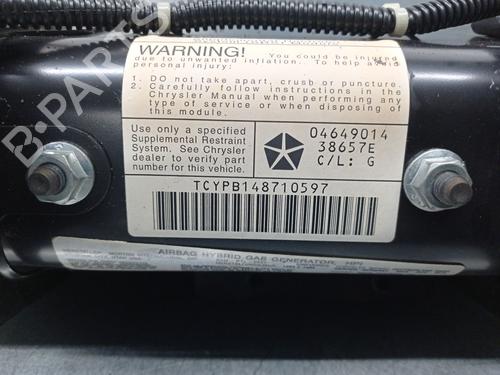 WARNING! You could be injured
due to unwanted inflation. To help avoid
personal injury:
1. DO not take apart, crush or puncture.
2. Carefully follow instructions in the
Chrysler Manual when performing any
type of service or when disposing of
this module.
Use only a specified
Supplemental Restraint
System. See Chrysler
dealer to verify part
number for this vehicle.
04649014
38657E
C/L: G
TCYPB148710597
AIRBAG HYBRID GAS GENERATOR
B-PARTS